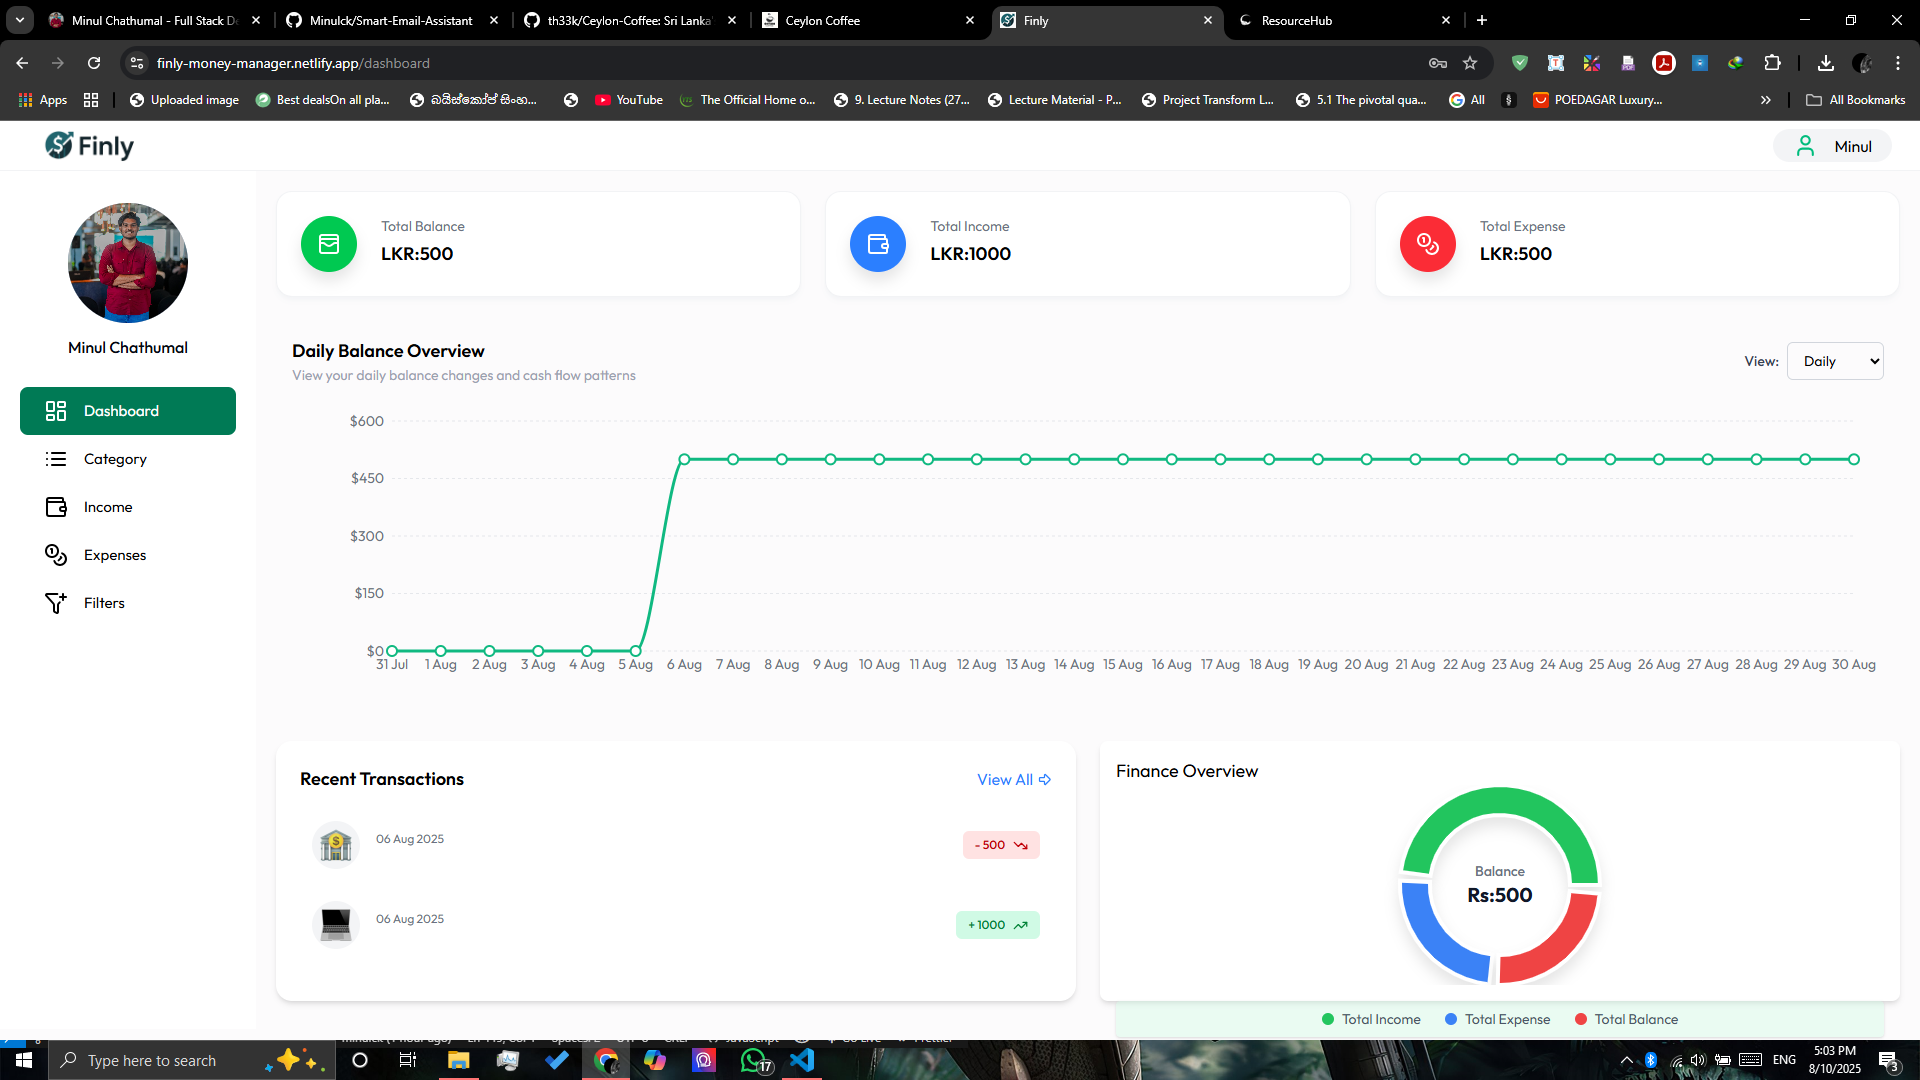 Minul Chathumal - Full Stack De
Minulck/Smart-Email-Assistant
th33k/Ceylon-Coffee: Sri Lanka'
Ceylon Coffee
Finly
ResourceHub
finly-money-manager.netlify.app/dashboard
Apps
Uploaded image
Best dealsOn all pla...
බයිස්කෝප් සිංහ...
YouTube
The Official Home o...
9. Lecture Notes (27...
Lecture Material - P...
Project Transform L...
5.1 The pivotal qua...
All
POEDAGAR Luxury...
All Bookmarks
Finly
Minul
Minul Chathumal
Dashboard
Category
Income
Expenses
Filters
Total Balance
LKR:500
Total Income
LKR:1000
Total Expense
LKR:500
Daily Balance Overview
View your daily balance changes and cash flow patterns
View: Daily
$600
$450
$300
$150
$0
31 Jul 1 Aug 2 Aug 3 Aug 4 Aug 5 Aug 6 Aug 7 Aug 8 Aug 9 Aug 10 Aug 11 Aug 12 Aug 13 Aug 14 Aug 15 Aug 16 Aug 17 Aug 18 Aug 19 Aug 20 Aug 21 Aug 22 Aug 23 Aug 24 Aug 25 Aug 26 Aug 27 Aug 28 Aug 29 Aug 30 Aug
Recent Transactions
View All
06 Aug 2025
- 500
06 Aug 2025
+ 1000
Finance Overview
Balance
Rs:500
Total Income
Total Expense
Total Balance
Type here to search
17
ENG
5:03 PM
8/10/2025
3